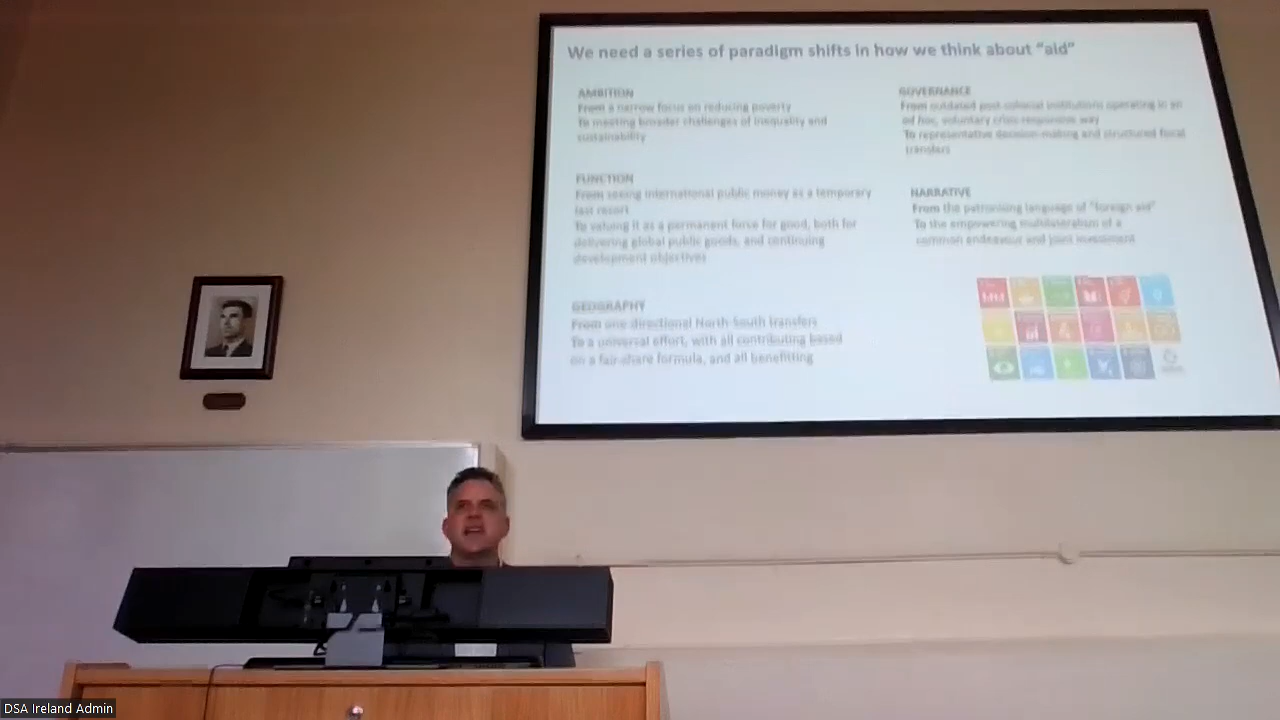 We need a series of paradigm shifts in how we think about "aid"
AMBITION
From a narrow focus on reducing poverty
To meeting broader challenges of inequality and
sustainability
FUNCTION
From seeing international public money as a temporary
last resort
To valuing it as a permanent force for good, both for
delivering global public goods, and continuing
development objectives
GEOGRAPHY
From one-directional North-South transfers
To a universal effort, with all contributing based
on a fair-share formula, and all benefitting
GOVERNANCE
From outdated post-colonial institutions operating in an
ad hoc, voluntary crisis-responsive way
To representative decision-making and structured fiscal
transfers
NARRATIVE
From the patronising language of "foreign aid"
To the empowering multilateralism of a
common endeavour and joint investment
DSA Ireland Admin